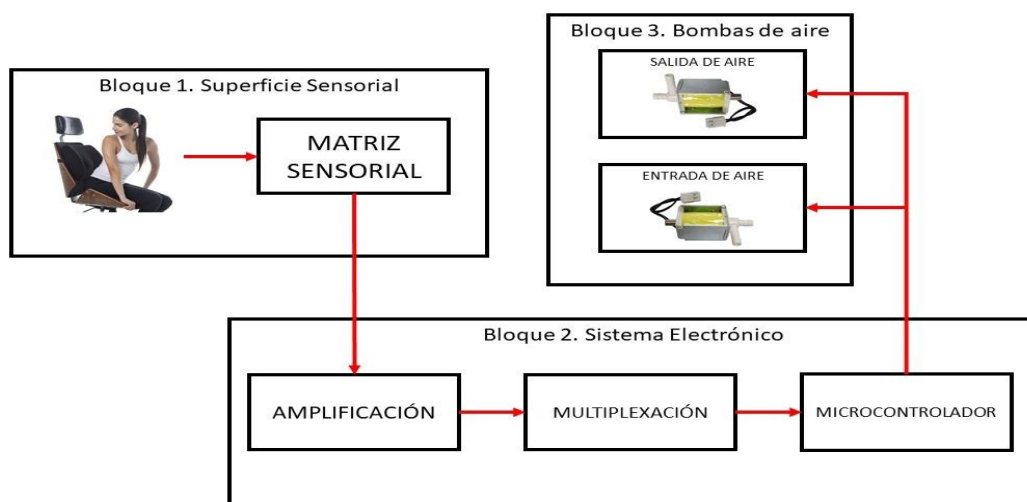 Bloque 1. Superficie Sensorial
MATRIZ
SENSORIAL
Bloque 3. Bombas de aire
SALIDA DE AIRE
ENTRADA DE AIRE
Bloque 2. Sistema Electrónico
AMPLIFICACIÓN
MULTIPLEXACIÓN
MICROCONTROLADOR